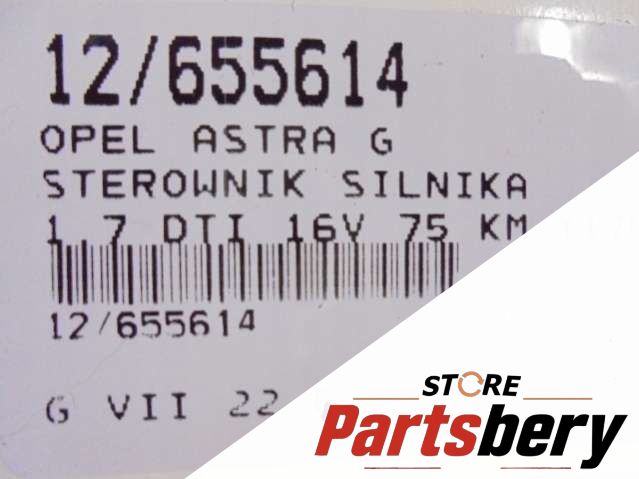 12/655614
OPEL ASTRA G
STEROWNIK SILNIKA
1.7 DTI 16V 75 KM
12/655614
G VII 22
STORE
Partsbery